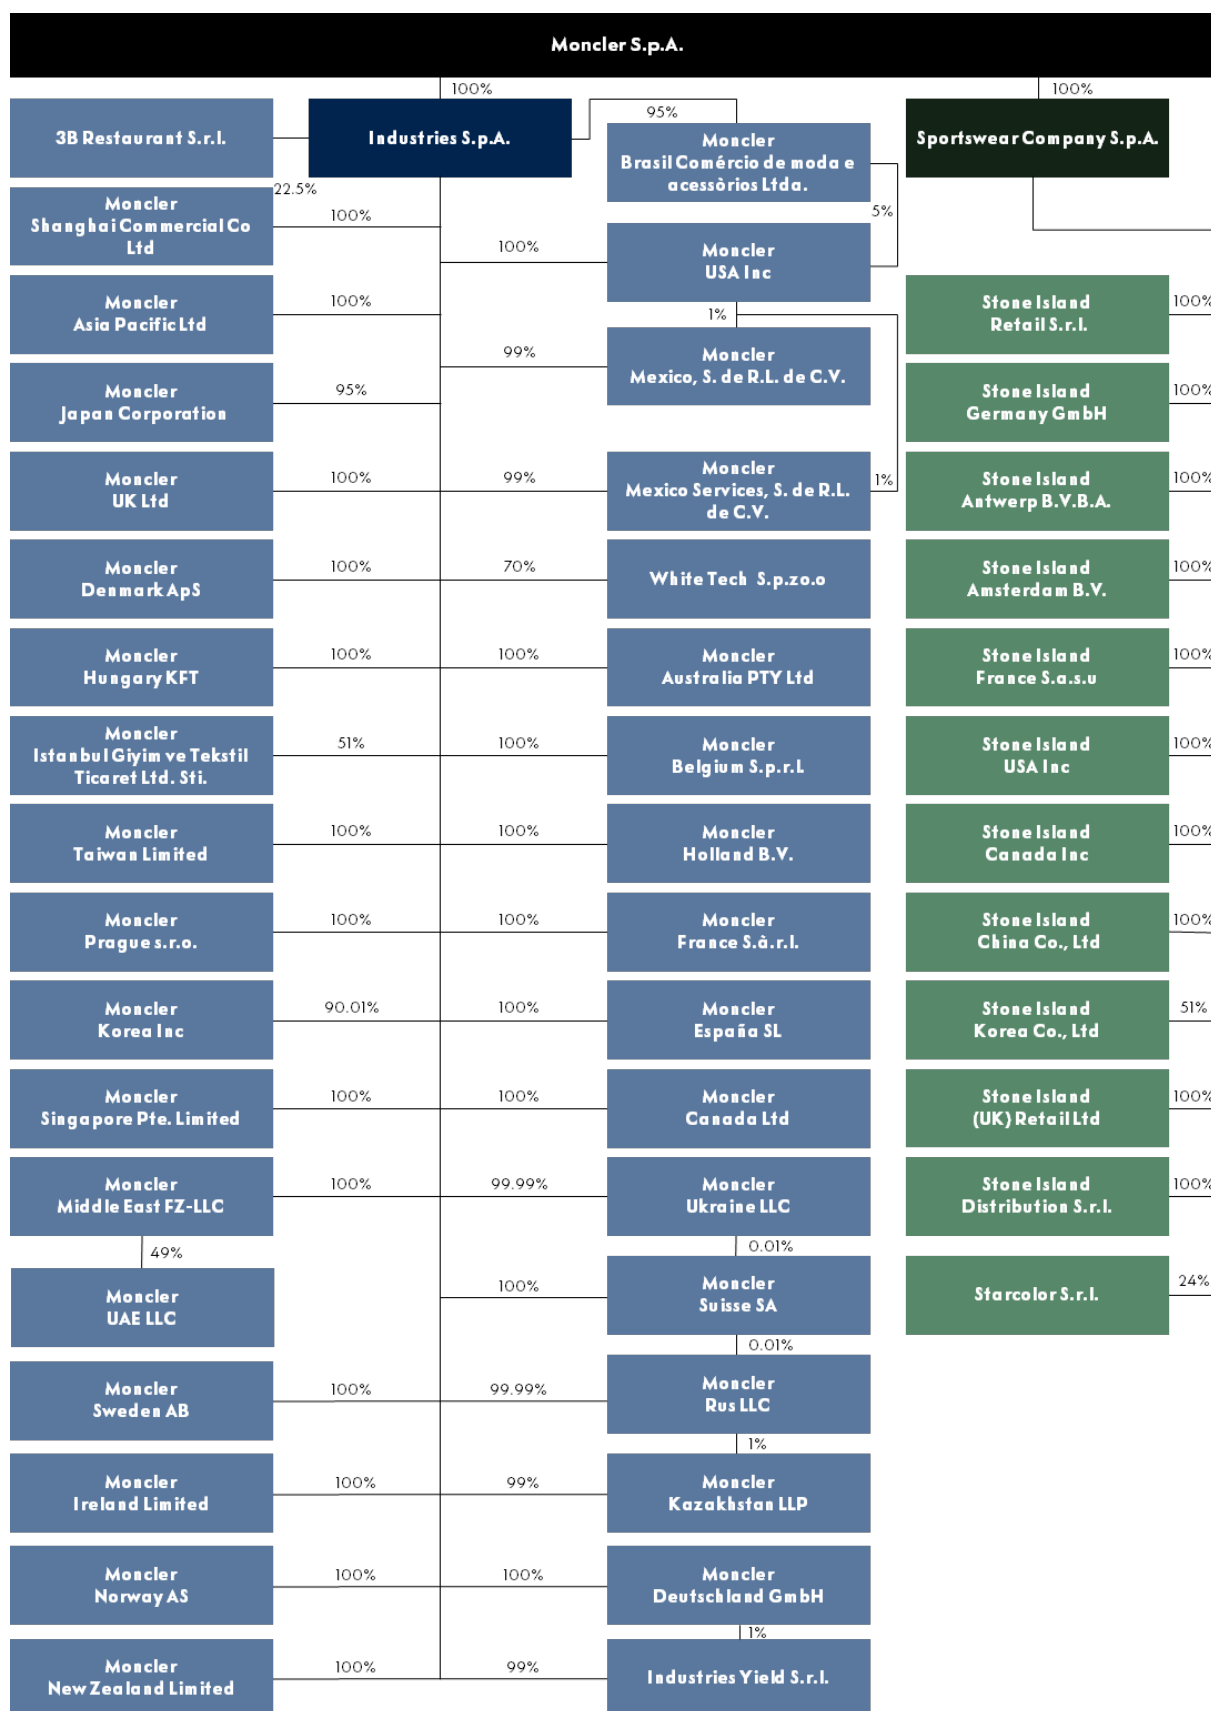 Moncler S.p.A.
100%
100%
3B Restaurant S.r.l.
Industries S.p.A.
95%
Moncler
Brasil Comércio de moda e
acessòrios Ltda.
Sportswear Company S.p.A.
22.5%
Moncler
Shanghai Commercial Co
Ltd
100%
5%
100%
Moncler
USA Inc
Moncler
Asia Pacific Ltd
100%
1%
Stone Island
Retail S.r.l.
100%
99%
Moncler
Mexico, S. de R.L. de C.V.
Moncler
Japan Corporation
95%
Stone Island
Germany GmbH
100%
Moncler
UK Ltd
100%
99%
Moncler
Mexico Services, S. de R.L.
de C.V.
1%
Stone Island
Antwerp B.V.B.A.
100%
Moncler
Denmark ApS
100%
70%
White Tech S.p.zo.o
Stone Island
Amsterdam B.V.
100%
Moncler
Hungary KFT
100%
100%
Moncler
Australia PTY Ltd
Stone Island
France S.a.s.u
100%
Moncler
Istanbul Giyim ve Tekstil
Ticaret Ltd. Sti.
51%
100%
Moncler
Belgium S.p.r.l.
Stone Island
USA Inc
100%
Moncler
Taiwan Limited
100%
100%
Moncler
Holland B.V.
Stone Island
Canada Inc
100%
Moncler
Prague s.r.o.
100%
100%
Moncler
France S.à.r.l.
Stone Island
China Co., Ltd
100%
Moncler
Korea Inc
90.01%
100%
Moncler
España SL
Stone Island
Korea Co., Ltd
51%
Moncler
Singapore Pte. Limited
100%
100%
Moncler
Canada Ltd
Stone Island
(UK) Retail Ltd
100%
Moncler
Middle East FZ-LLC
100%
99.99%
Moncler
Ukraine LLC
Stone Island
Distribution S.r.l.
100%
49%
0.01%
Moncler
UAE LLC
100%
Moncler
Suisse SA
Starcolor S.r.l.
24%
0.01%
Moncler
Sweden AB
100%
99.99%
Moncler
Rus LLC
1%
Moncler
Ireland Limited
100%
99%
Moncler
Kazakhstan LLP
Moncler
Norway AS
100%
100%
Moncler
Deutschland GmbH
1%
Moncler
New Zealand Limited
100%
99%
Industries Yield S.r.l.